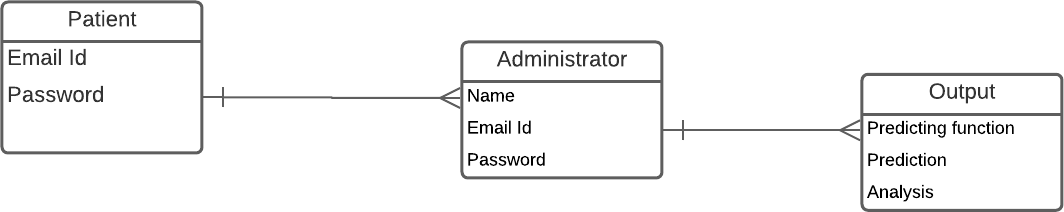 Patient
Email Id
Password
Administrator
Name
Email Id
Password
Output
Predicting function
Prediction
Analysis